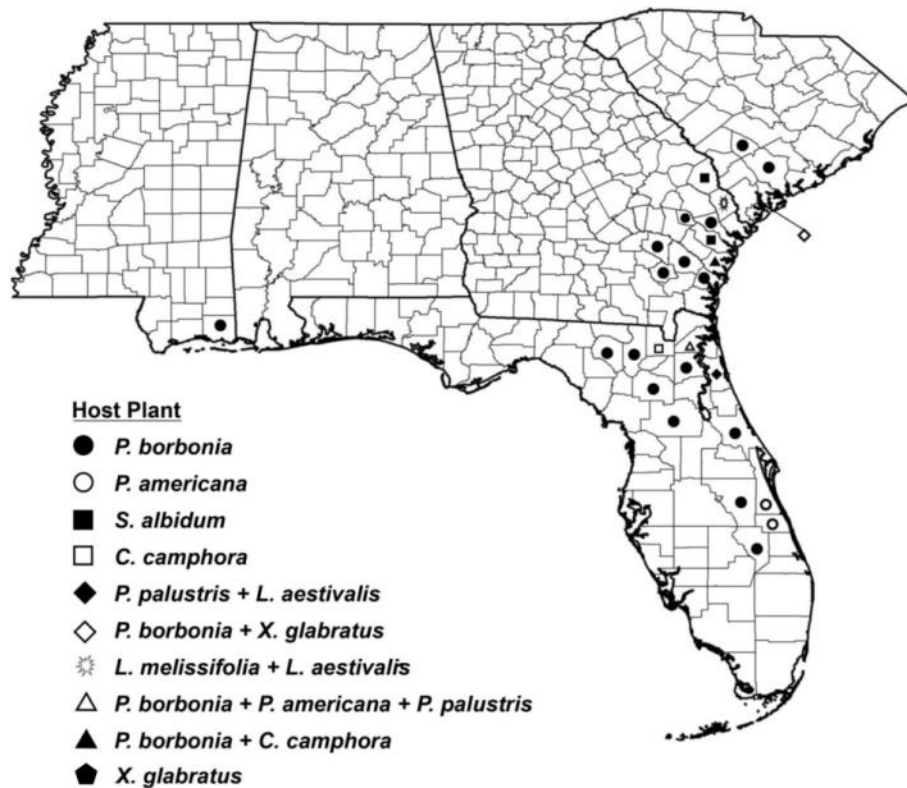 Host Plant
P. borbonia
P. americana
S. albidum
C. camphora
P. palustris + L. aestivalis
P. borbonia + X. glabratus
L. melissifolia + L. aestivalis
P. borbonia + P. americana + P. palustris
P. borbonia + C. camphora
X. glabratus